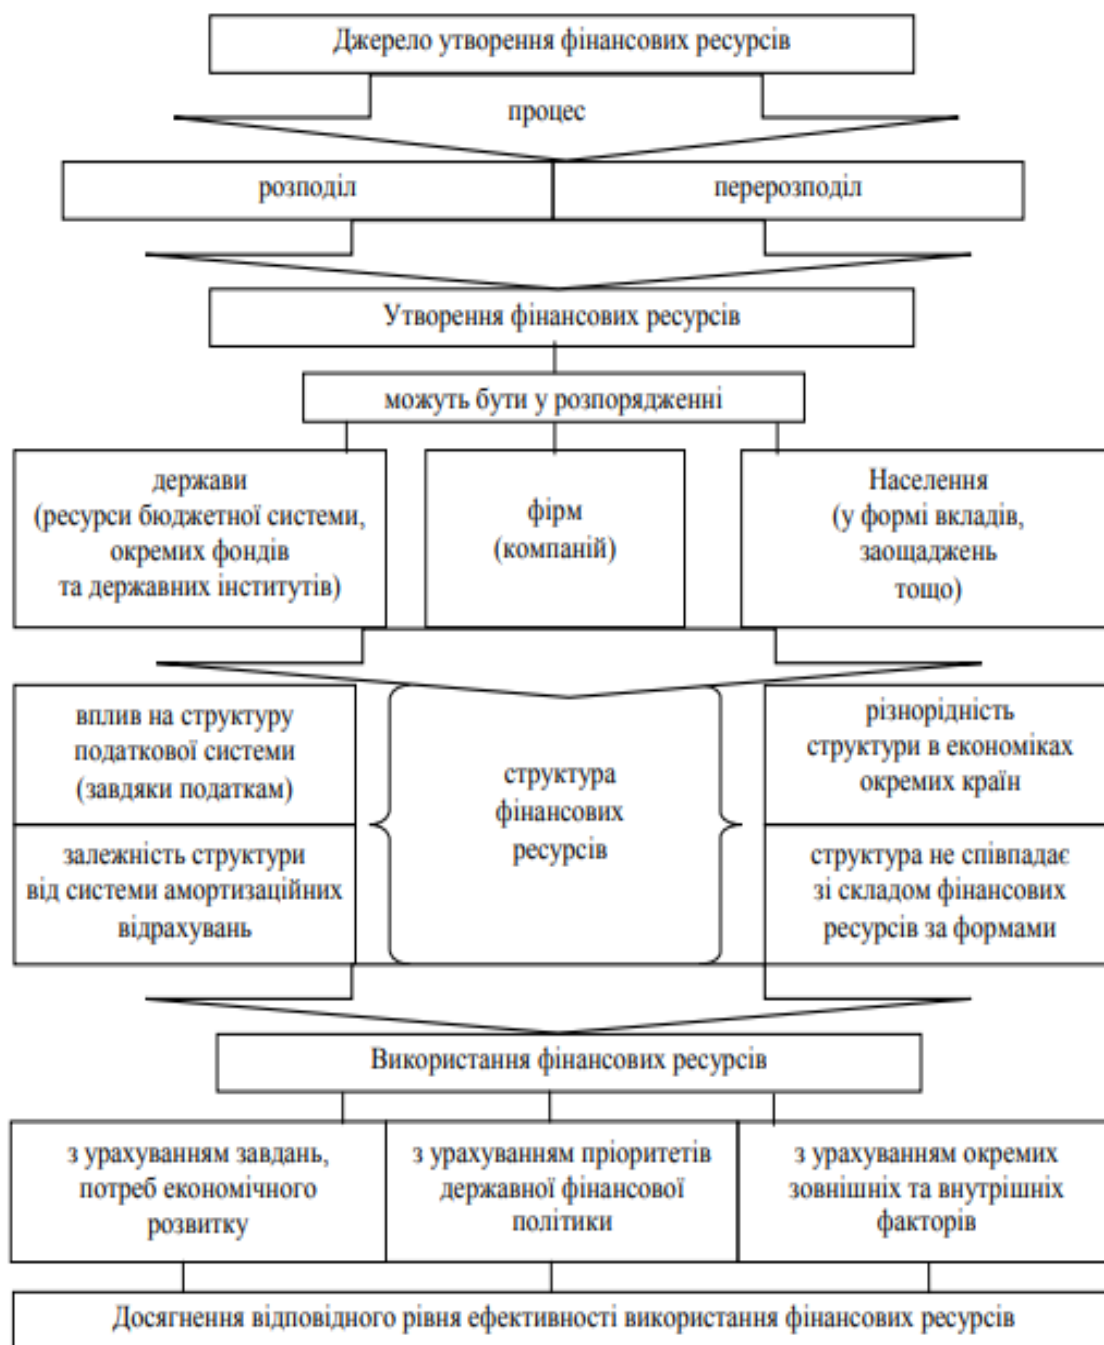 Джерело утворення фінансових ресурсів
процес
розподіл
перерозподіл
Утворення фінансових ресурсів
можуть бути у розпорядженні
держави
(ресурси бюджетної системи,
окремих фондів
та державних інститутів)
фірм
(компаній)
Населення
(у формі вкладів,
заощаджень
тощо)
вплив на структуру
податкової системи
(завдяки податкам)
залежність структури
від системи амортизаційних
відрахувань
структура
фінансових
ресурсів
різнорідність
структури в економіках
окремих країн
структура не співпадає
зі складом фінансових
ресурсів за формами
Використання фінансових ресурсів
з урахуванням завдань,
потреб економічного
розвитку
з урахуванням пріоритетів
державної фінансової
політики
з урахуванням окремих
зовнішніх та внутрішніх
факторів
Досягнення відповідного рівня ефективності використання фінансових ресурсів